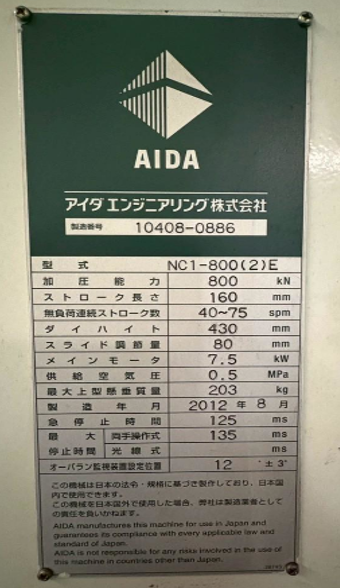 AIDA
アイダエンジニアリング株式会社
製造番号 10408-0886
型式 NC1-800(2)E
加圧能力 800 kN
ストローク長さ 160 mm
無負荷連続ストローク数 40~75 spm
ダイハイト 430 mm
スライド調節量 80 mm
メインモータ 7.5 kW
供給空気圧 0.5 MPa
最大上型懸垂質量 203 kg
製造年月 2012年8月
急停止時間 125 ms
最大 両手操作式 135 ms
停止時間 光線式 ms
オーバラン監視装置設定位置 12° ±3°
この機械は日本の法令・規格に基づき製作しており、日本国
内で使用できます。
この機械を日本国外で使用した場合、弊社は製造業者として
の責任を負いかねます。
AIDA manufactures this machine for use in Japan and
guarantees its compliance with every applicable law and
standard of Japan.
AIDA is not responsible for any risks involved in the use of
this machine in countries other then Japan.